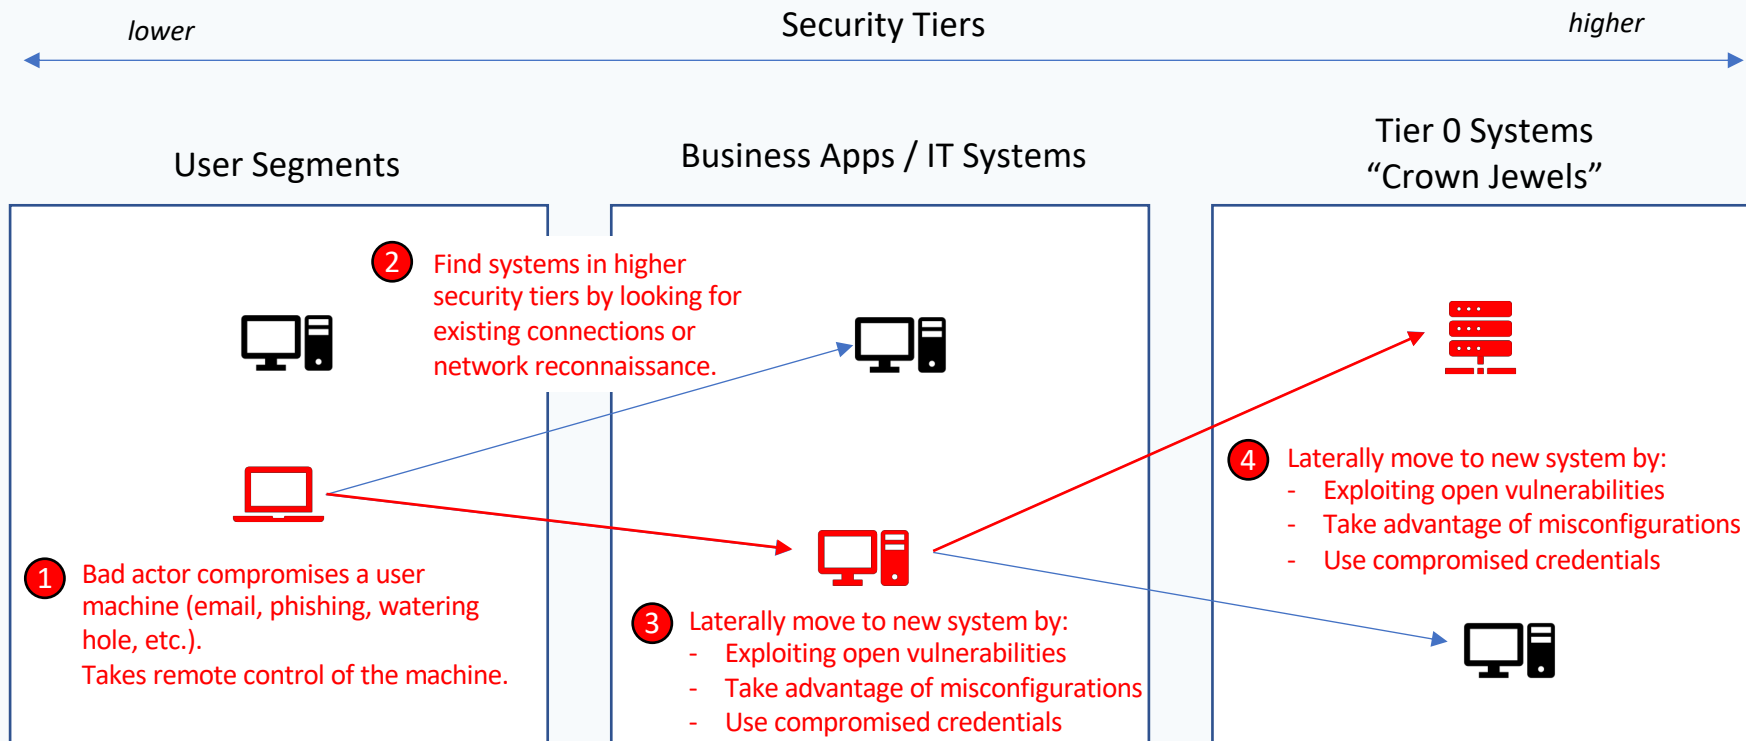 lower
Security Tiers
higher
User Segments
Business Apps / IT Systems
Tier 0 Systems
“Crown Jewels”
2
Find systems in higher
security tiers by looking for
existing connections or
network reconnaissance.
1
Bad actor compromises a user
machine (email, phishing, watering
hole, etc.).
Takes remote control of the machine.
3
Laterally move to new system by:
- Exploiting open vulnerabilities
- Take advantage of misconfigurations
- Use compromised credentials
4
Laterally move to new system by:
- Exploiting open vulnerabilities
- Take advantage of misconfigurations
- Use compromised credentials